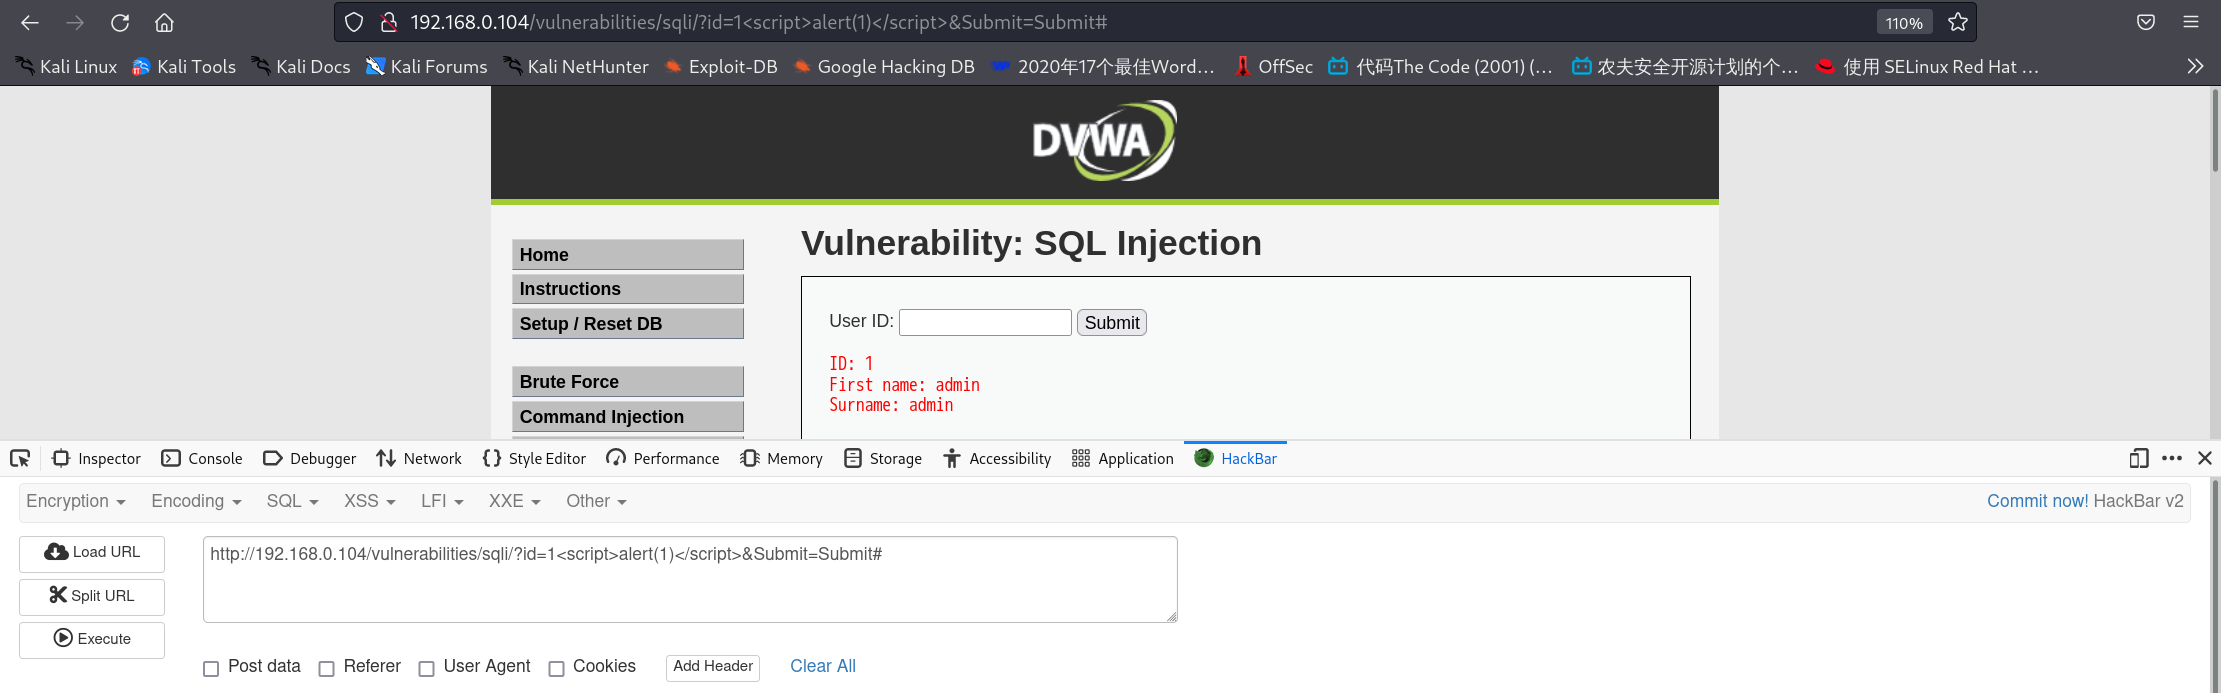 192.168.0.104/vulnerabilities/sqli/?id=1<script>alert(1)</script>&Submit=Submit# 110%
Kali Linux Kali Tools Kali Docs Kali Forums Kali NetHunter Exploit-DB Google Hacking DB 2020年17个最佳Word… OffSec 代码The Code (2001) (… 农夫安全开源计划的个… 使用 SELinux Red Hat …
DVWA
Vulnerability: SQL Injection
Home
Instructions
Setup / Reset DB
Brute Force
Command Injection
User ID: Submit
ID: 1
First name: admin
Surname: admin
Inspector Console Debugger Network Style Editor Performance Memory Storage Accessibility Application HackBar
Encryption Encoding SQL XSS LFI XXE Other Commit now! HackBar v2
Load URL
Split URL
Execute
http://192.168.0.104/vulnerabilities/sqli/?id=1<script>alert(1)</script>&Submit=Submit#
Post data Referer User Agent Cookies Add Header Clear All